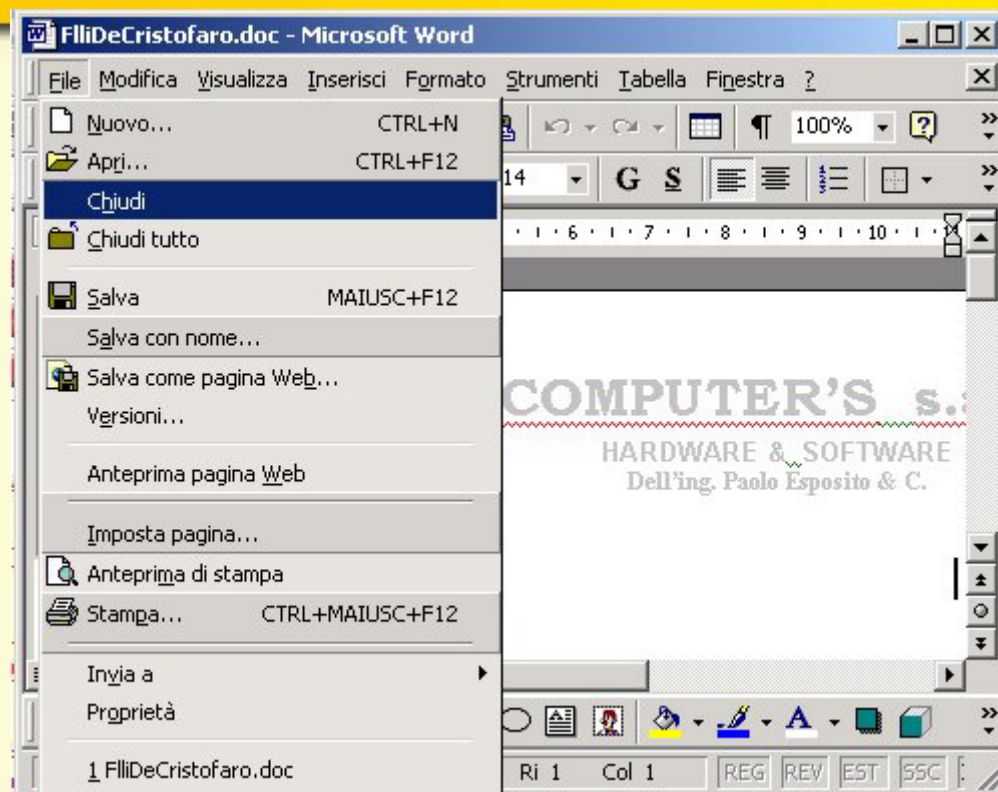 FlliDeCristofaro.doc - Microsoft Word
File Modifica Visualizza Inserisci Formato Strumenti Tabella Finestra ?
Nuovo... CTRL+N
100%
Apri... CTRL+F12
14 G S
Chiudi
Chiudi tutto
6 7 8 9 10
Salva MAIUSC+F12
Salva con nome...
Salva come pagina Web...
Versioni...
Anteprima pagina Web
Imposta pagina...
Anteprima di stampa
Stampa... CTRL+MAIUSC+F12
Invia a
Proprietà
1 FlliDeCristofaro.doc
COMPUTER'S s.
HARDWARE & SOFTWARE
Dell'ing. Paolo Esposito & C.
A
Ri 1 Col 1 REG REV EST SSC